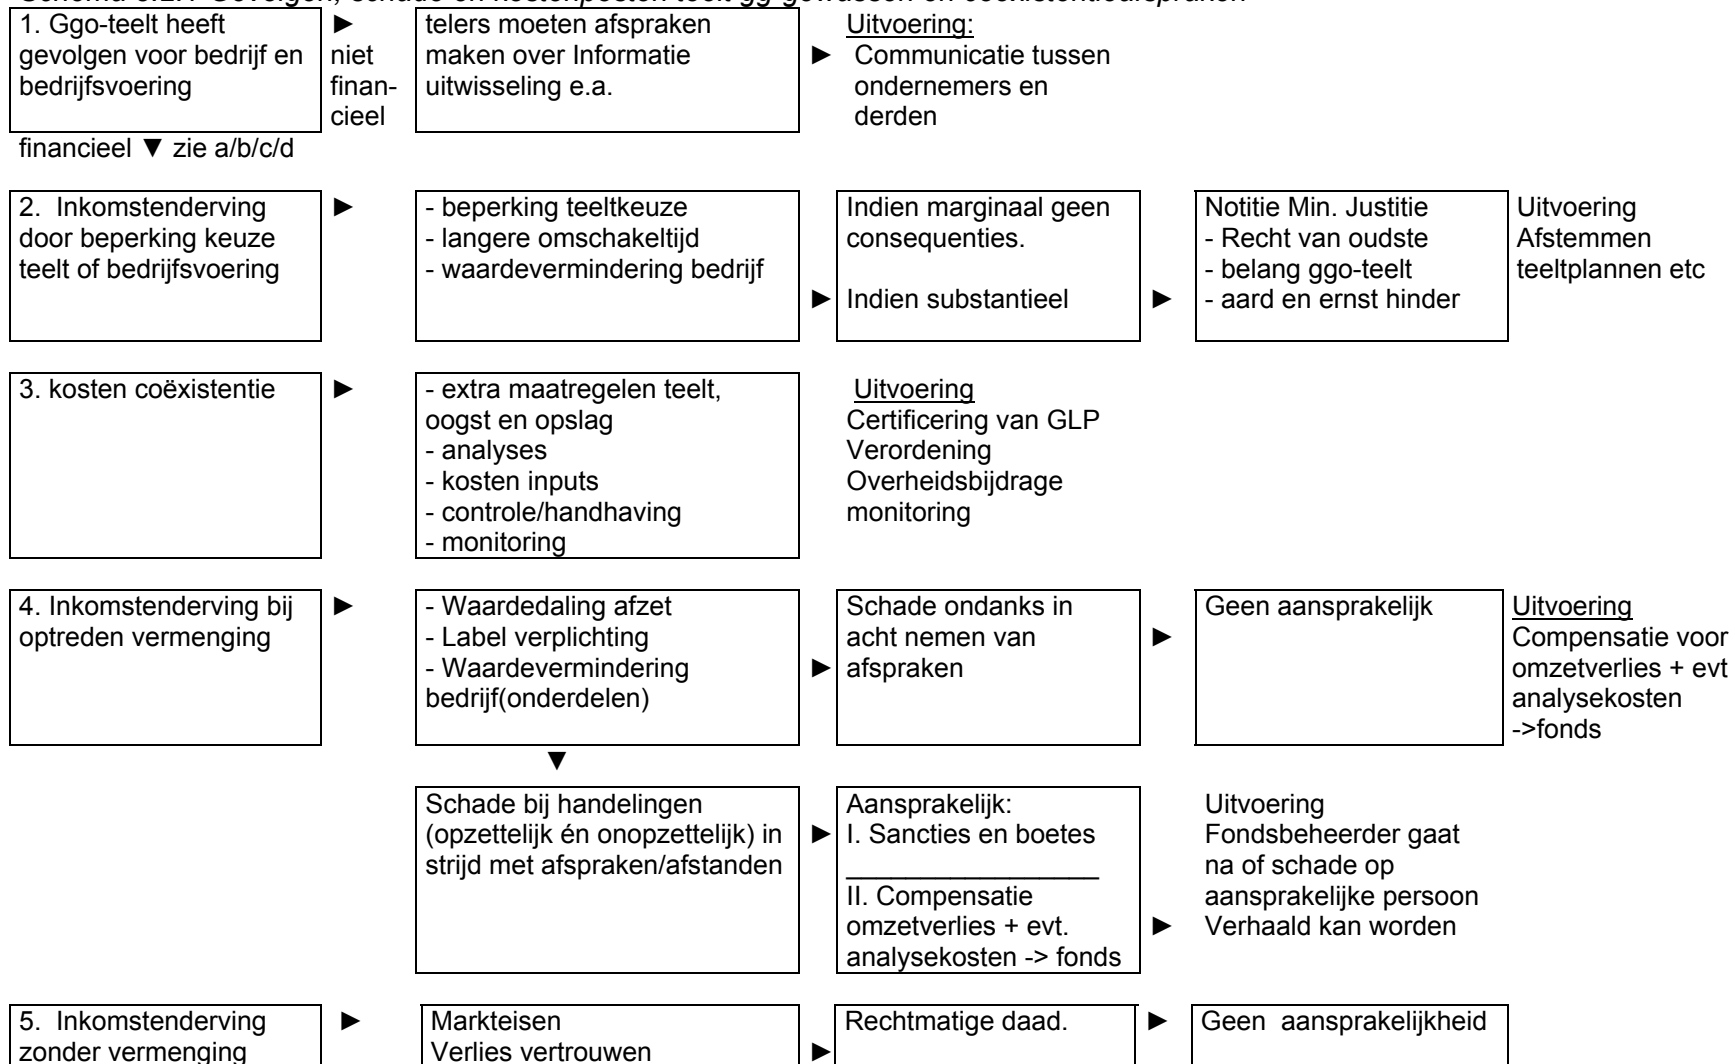 1. Ggo-teelt heeft
gevolgen voor bedrijf en
bedrijfsvoering
►
niet
finan-
cieel
telers moeten afspraken
maken over Informatie
uitwisseling e.a.
►
Uitvoering:
Communicatie tussen
ondernemers en
derden
financieel ▼ zie a/b/c/d
2. Inkomstenderving
door beperking keuze
teelt of bedrijfsvoering
►
- beperking teeltkeuze
- langere omschakeltijd
- waardevermindering bedrijf
►
Indien marginaal geen
consequenties.
Indien substantieel
►
Notitie Min. Justitie
- Recht van oudste
- belang ggo-teelt
- aard en ernst hinder
Uitvoering
Afstemmen
teeltplannen etc
3. kosten coëxistentie
►
- extra maatregelen teelt,
oogst en opslag
- analyses
- kosten inputs
- controle/handhaving
- monitoring
Uitvoering
Certificering van GLP
Verordening
Overheidsbijdrage
monitoring
4. Inkomstenderving bij
optreden vermenging
►
- Waardedaling afzet
- Label verplichting
- Waardevermindering
bedrijf(onderdelen)
►
Schade ondanks in
acht nemen van
afspraken
►
Geen aansprakelijk
Uitvoering
Compensatie voor
omzetverlies + evt
analysekosten
->fonds
▼
Schade bij handelingen
(opzettelijk én onopzettelijk) in
strijd met afspraken/afstanden
►
Aansprakelijk:
I. Sancties en boetes
_________________
II. Compensatie
omzetverlies + evt.
analysekosten -> fonds
►
Uitvoering
Fondsbeheerder gaat
na of schade op
aansprakelijke persoon
Verhaald kan worden
5. Inkomstenderving
zonder vermenging
►
Markteisen
Verlies vertrouwen
►
Rechtmatige daad.
►
Geen aansprakelijkheid